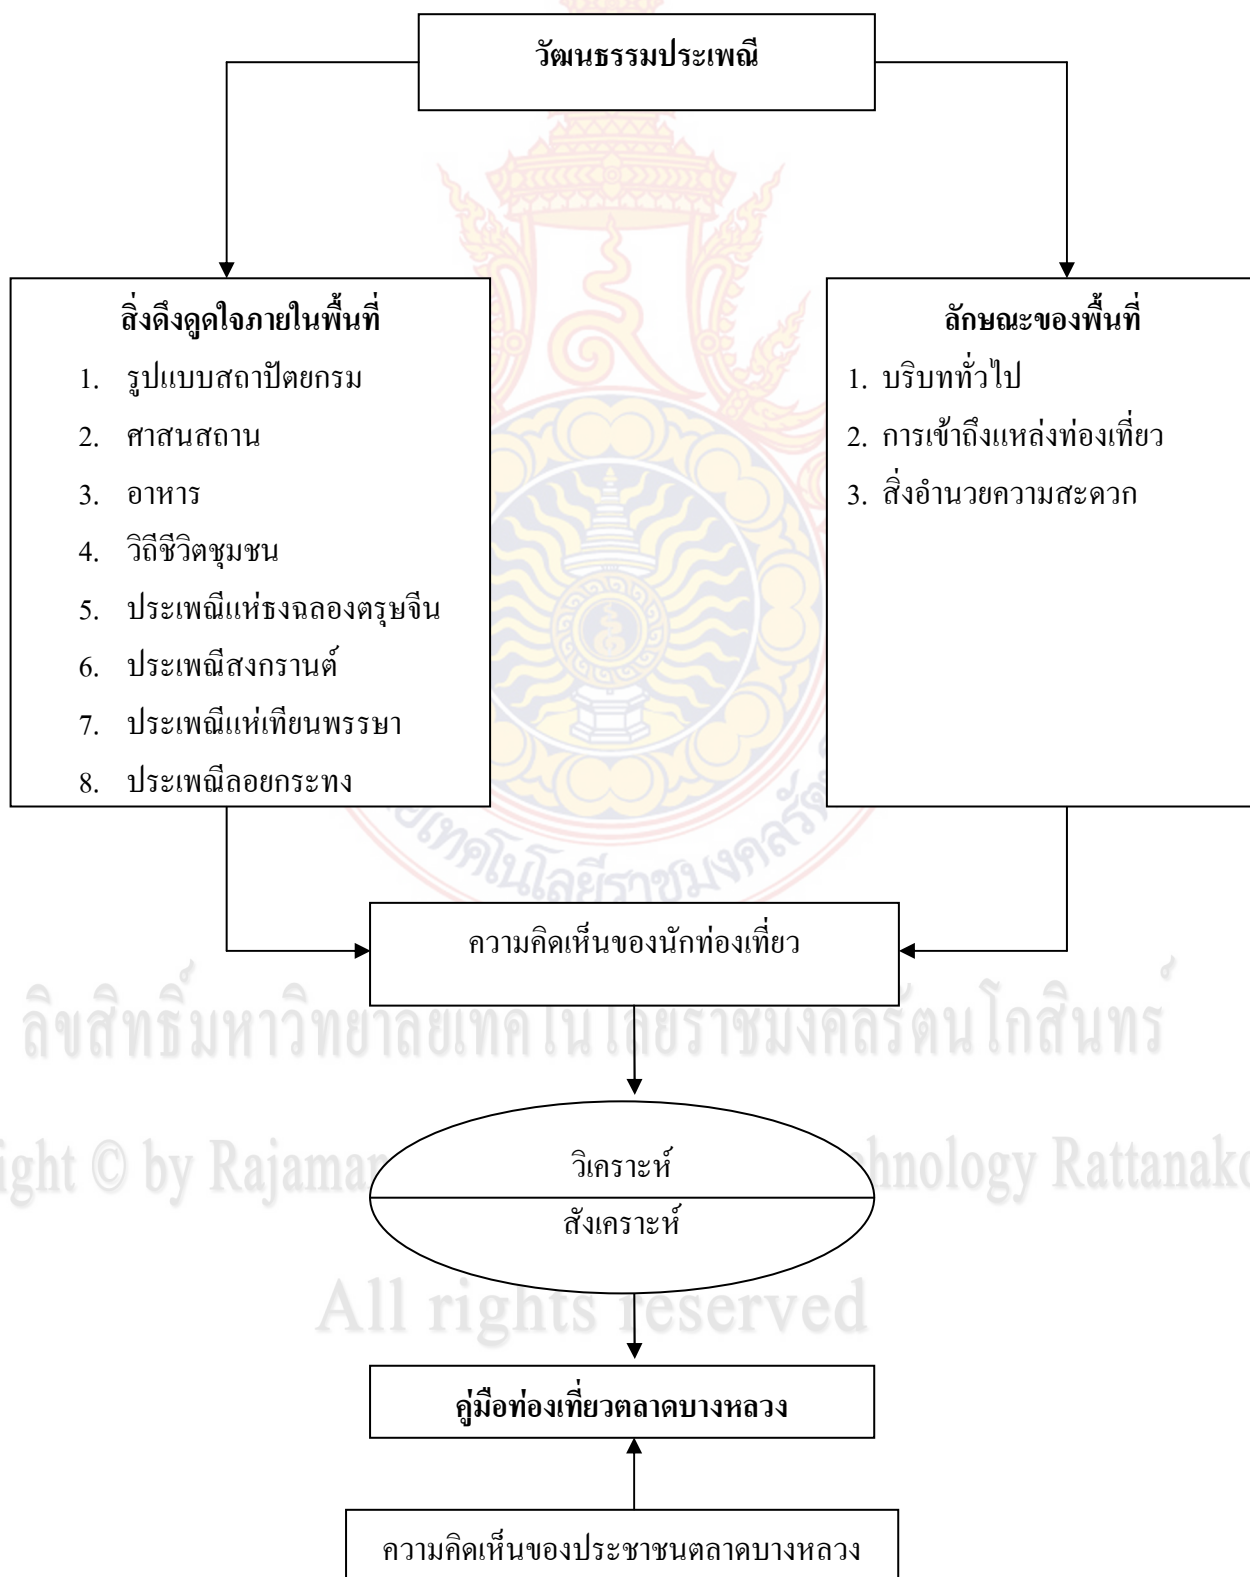 วัฒนธรรมประเพณี
สิ่งดึงดูดใจภายในพื้นที่
1. รูปแบบสถาปัตยกรม
2. ศาสนสถาน
3. อาหาร
4. วิถีชีวิตชุมชน
5. ประเพณีแห่ธงฉลองตรุษจีน
6. ประเพณีสงกรานต์
7. ประเพณีแห่เทียนพรรษา
8. ประเพณีลอยกระทง
ลักษณะของพื้นที่
1. บริบททั่วไป
2. การเข้าถึงแหล่งท่องเที่ยว
3. สิ่งอำนวยความสะดวก
ความคิดเห็นของนักท่องเที่ยว
ลิขสิทธิ์มหาวิทยาลัยเทคโนโลยีราชมงคลรัตนโกสินทร์
วิเคราะห์
สังเคราะห์
© by Rajaman
Rattanako
All rights reserved
คู่มือท่องเที่ยวตลาดบางหลวง
ความคิดเห็นของประชาชนตลาดบางหลวง